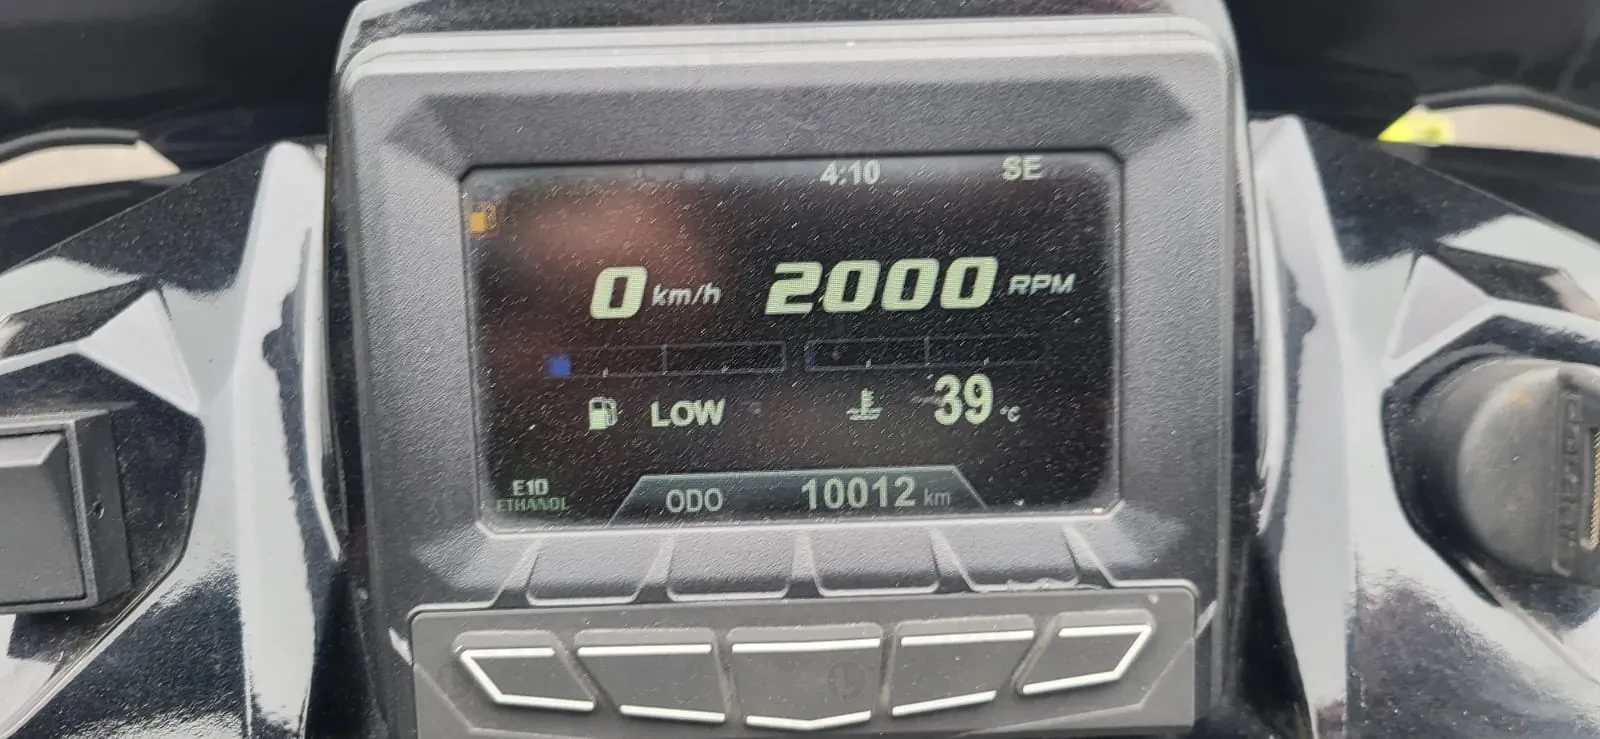 4:10 SE
0 km/h 2000 RPM
LOW 39 °C
E10
ETHANOL
ODO 10012 km